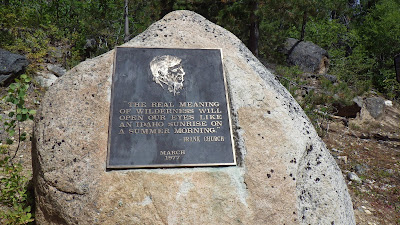 "THE REAL MEANING
OF WILDERNESS WILL
OPEN OUR EYES LIKE
AN IDAHO SUNRISE ON
A SUMMER MORNING."
FRANK CHURCH
MARCH
1977